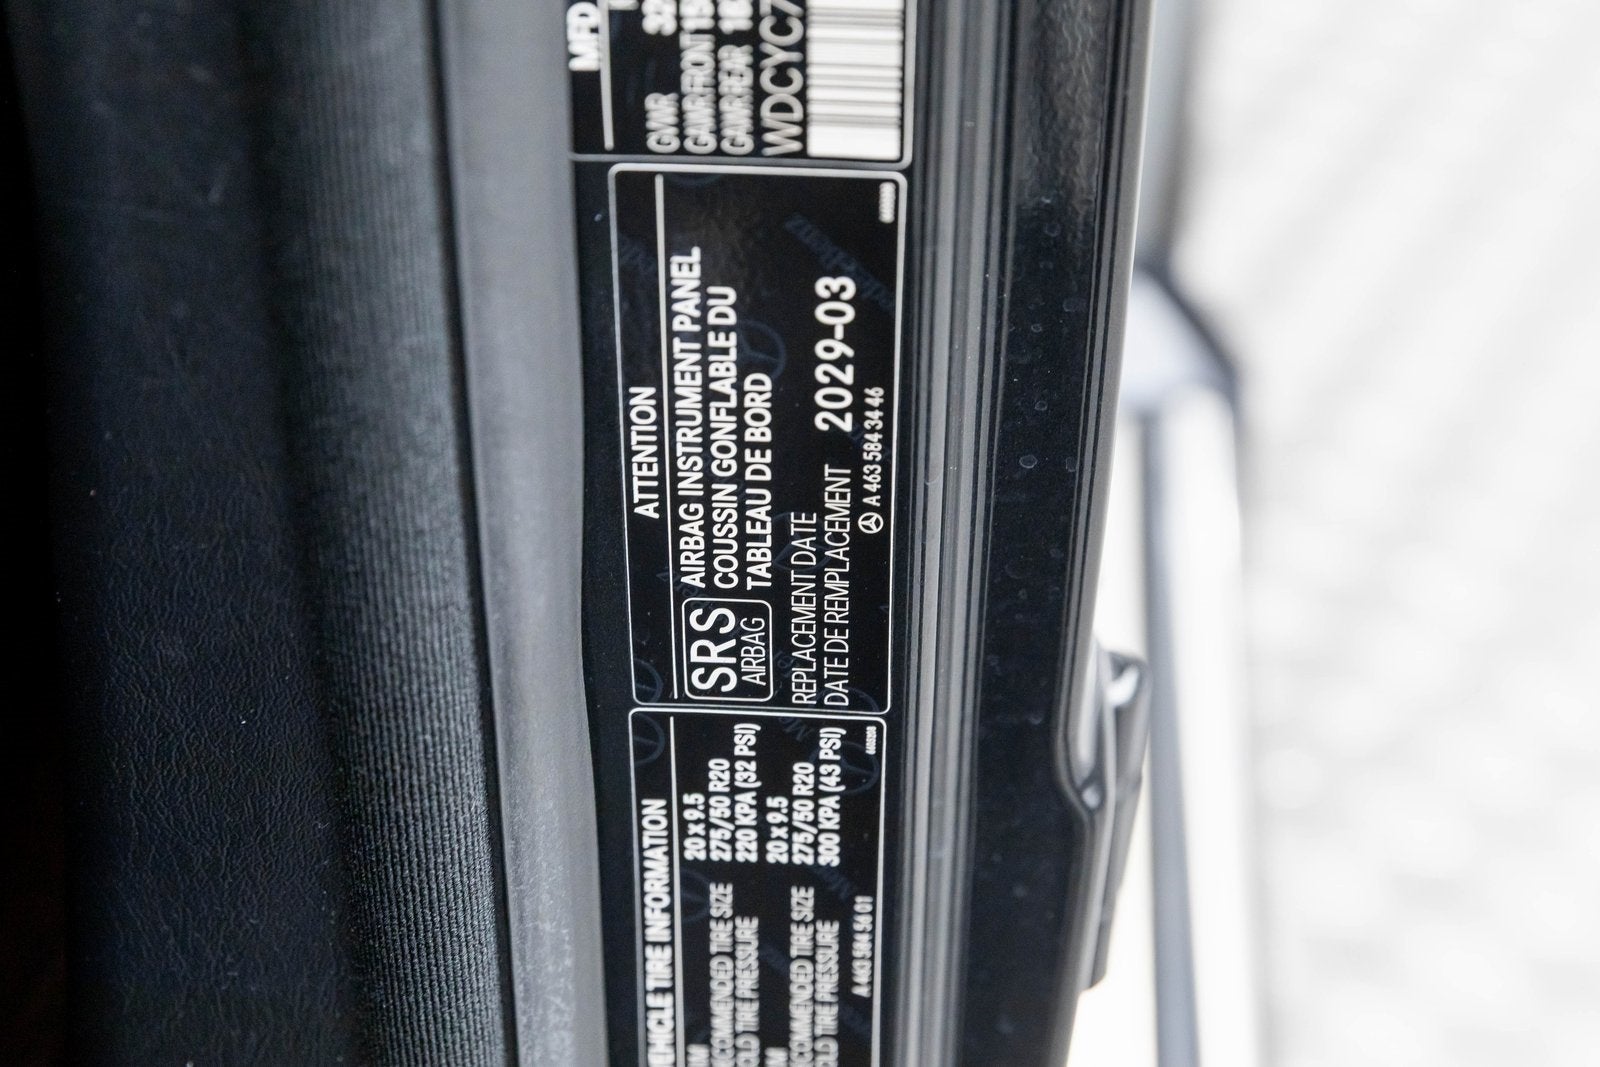 MFD
GVWR
GAWR FRONT
GAWR REAR
WDCYC7
ATTENTION
SRS
AIRBAG
AIRBAG INSTRUMENT PANEL
COUSSIN GONFLABLE DU
TABLEAU DE BORD
REPLACEMENT DATE
DATE DE REMPLACEMENT 2029-03
A 463 584 34 46
VEHICLE TIRE INFORMATION
20 x 9.5
RECOMMENDED TIRE SIZE 275/50 R20
COLD TIRE PRESSURE 220 KPA (32 PSI)
20 x 9.5
RECOMMENDED TIRE SIZE 275/50 R20
COLD TIRE PRESSURE 300 KPA (43 PSI)
A 463 584 56 01